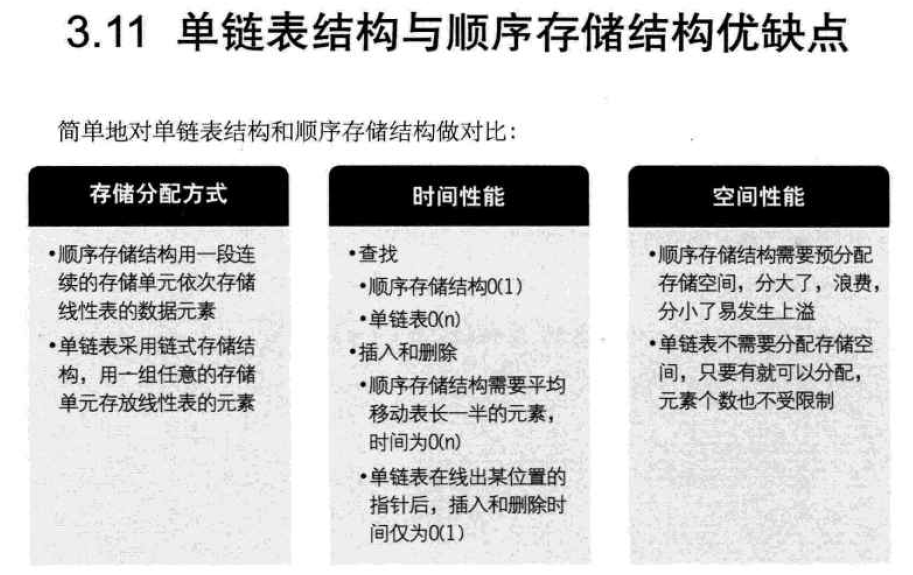 3.11 单链表结构与顺序存储结构优缺点
简单地对单链表结构和顺序存储结构做对比:
存储分配方式
•顺序存储结构用一段连
续的存储单元依次存储
线性表的数据元素
•单链表采用链式存储结
构，用一组任意的存储
单元存放线性表的元素
时间性能
•查找
•顺序存储结构O(1)
•单链表O(n)
•插入和删除
•顺序存储结构需要平均
移动表长一半的元素，
时间为O(n)
•单链表在线出某位置的
指针后，插入和删除时
间仅为O(1)
空间性能
•顺序存储结构需要预分配
存储空间，分大了，浪费，
分小了易发生上溢
•单链表不需要分配存储空
间，只要有就可以分配，
元素个数也不受限制